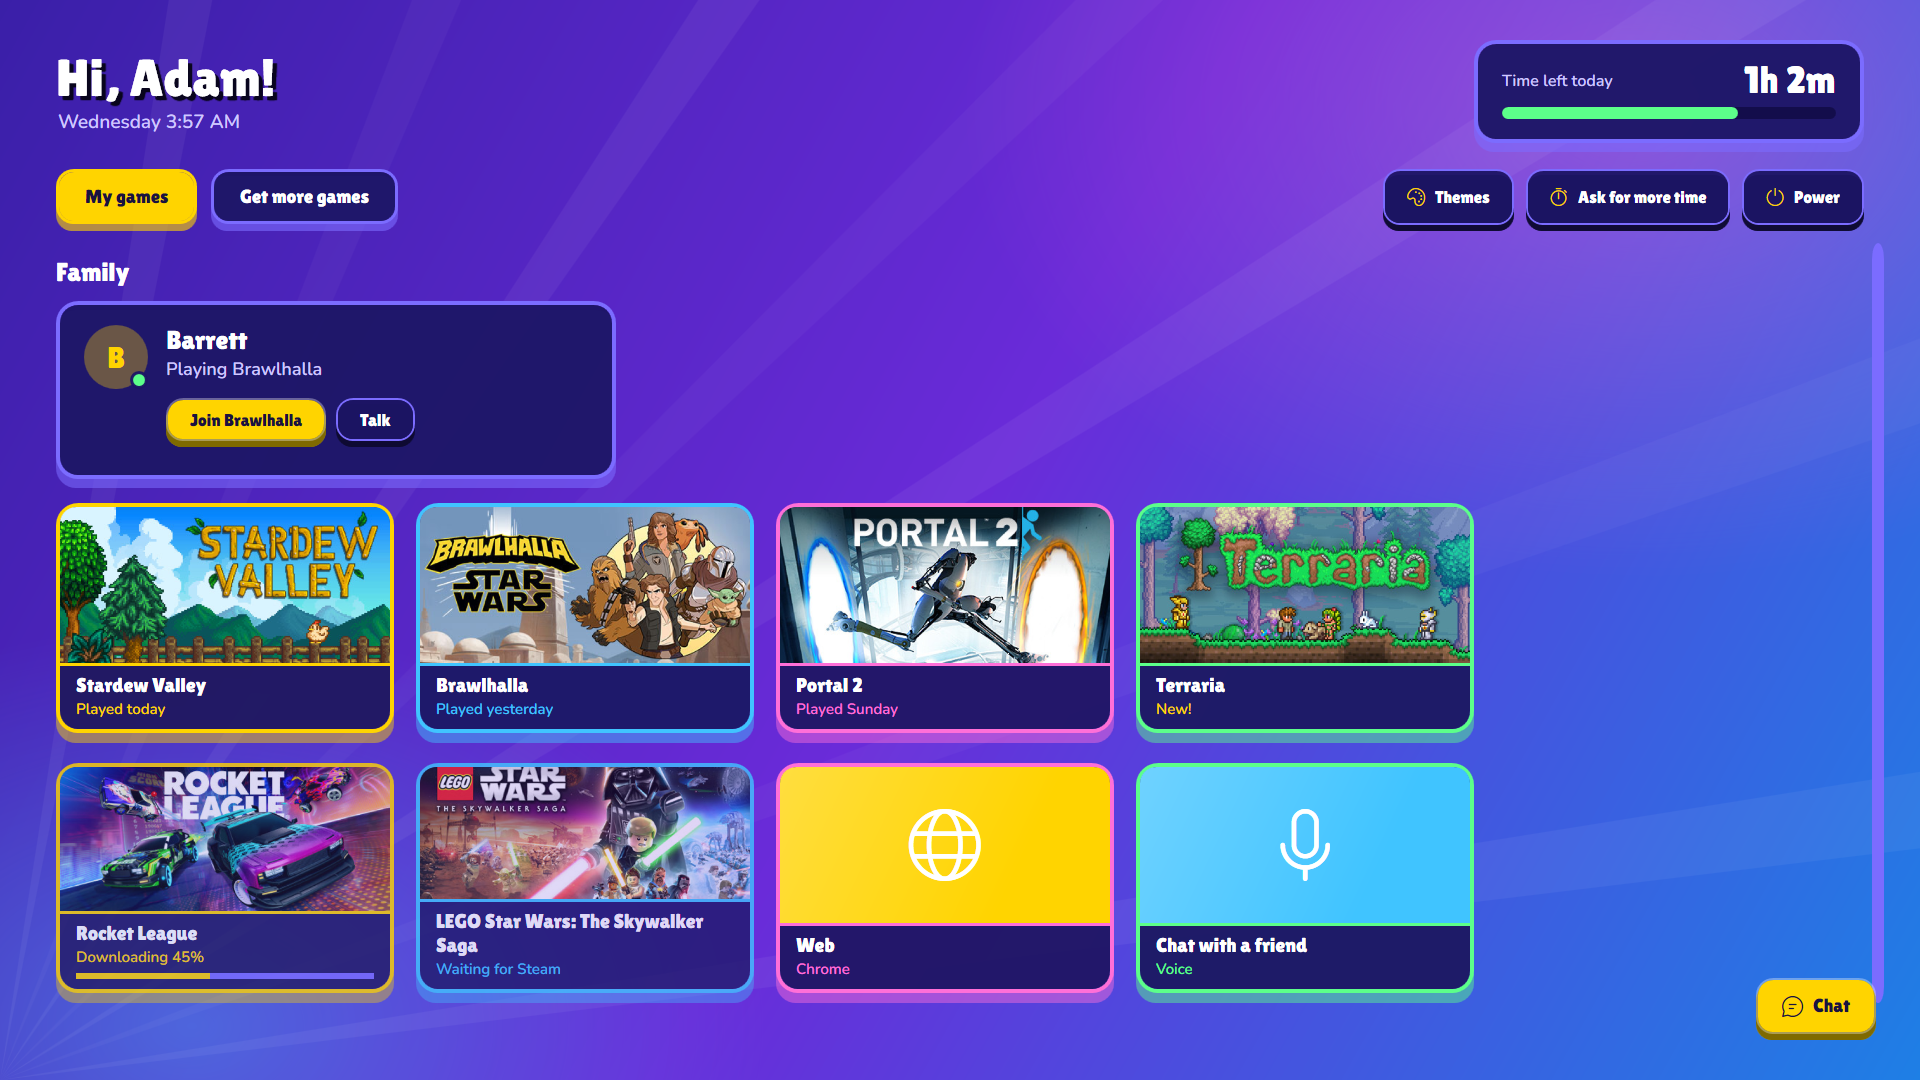 Hi, Adam!
Wednesday 3:57 AM
Time left today
1h 2m
My games
Get more games
Themes
Ask for more time
Power
Family
B
Barrett
Playing Brawlhalla
Join Brawlhalla
Talk
STARDEW
VALLEY
Stardew Valley
Played today
BRAWLHALLA
STAR
WARS
Brawlhalla
Played yesterday
PORTAL 2
Portal 2
Played Sunday
Terraria
Terraria
New!
ROCKET
LEAGUE
Rocket League
Downloading 45%
LEGO
STAR
WARS
THE SKYWALKER SAGA
LEGO Star Wars: The Skywalker
Saga
Waiting for Steam
Web
Chrome
Chat with a friend
Voice
Chat